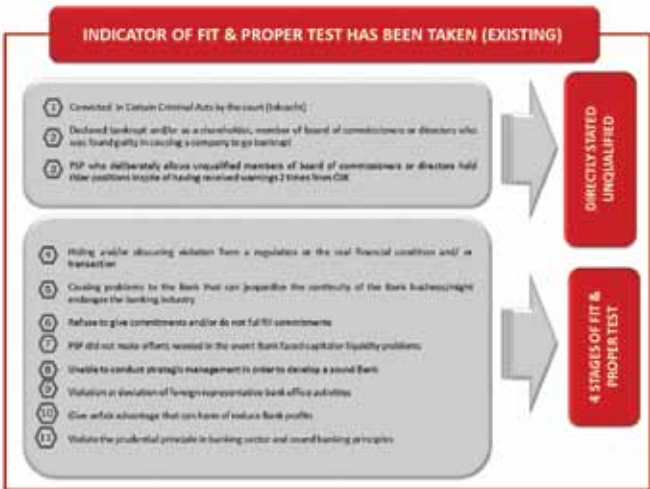 INDICATOR OF FIT & PROPER TEST HAS BEEN TAKEN (EXISTING)
1 Convicted in Certain Criminal Acts by the court
2 Declared bankrupt and/or as a shareholder, member of board of commissioners or directors who
was found guilty in causing a company to go bankrupt
3 PSP who deliberately allows unqualified members of board of commissioners or directors hold
positions inspite of having received warnings 2 times from
DIRECTLY STATED
UNQUALIFIED
4 Hiding and/or obscuring violation from a regulation or the real financial condition and/ or
transaction
5 Causing problems to the Bank that can jeopardize the continuity of the Bank business/might
endanger the banking industry
6 Refuse to give commitments and/or do not fulfill commitments
7 PSP did not make efforts needed in the event Bank faced capital or liquidity problems
8 Unable to conduct strategic management in order to develop a sound Bank
9 Violation or deviation of foreign representative bank office activities
10 Give unfair advantage that can harm of reduce Bank profits
11 Violate the prudential principle in banking sector and sound banking principles
4 STAGES OF FIT &
PROPER TEST